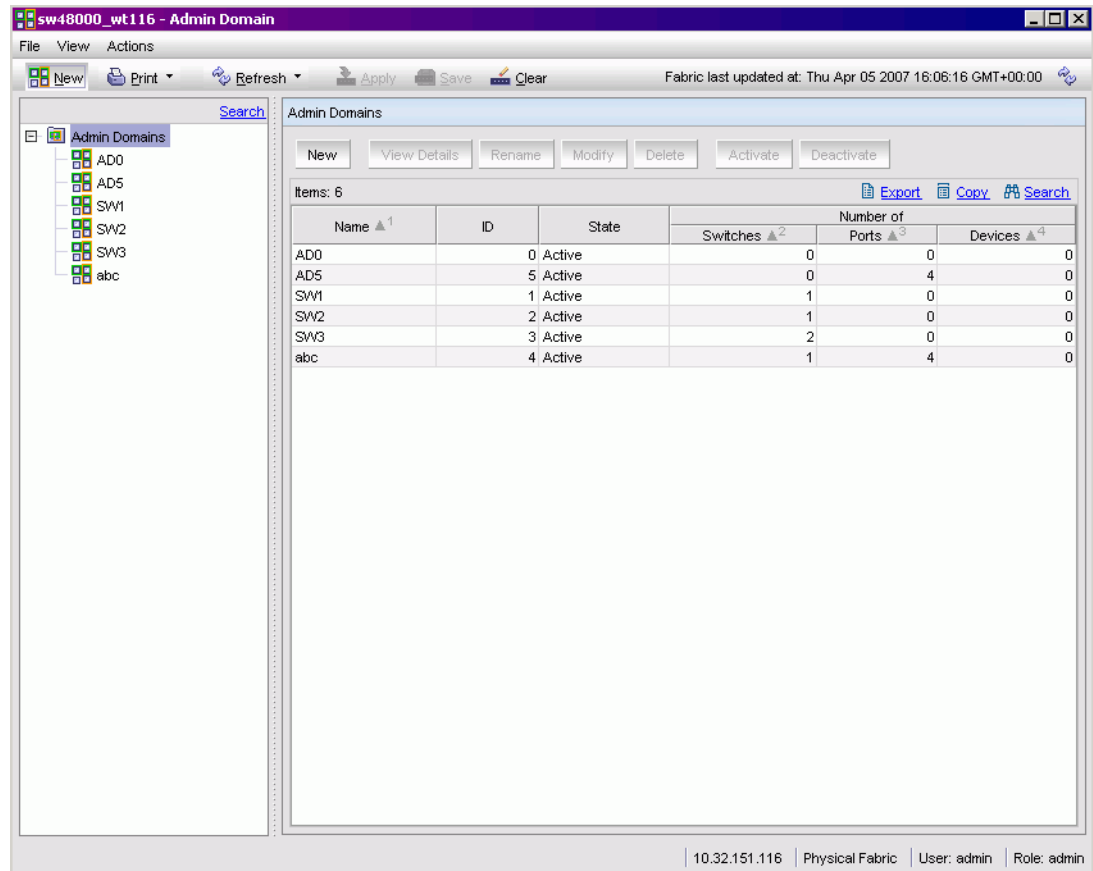 sw48000_wt116 - Admin Domain
File View Actions
New Print Refresh Apply Save Clear Fabric last updated at: Thu Apr 05 2007 16:06:16 GMT+00:00
Search
Admin Domains
AD0
AD5
SW1
SW2
SW3
abc
Admin Domains
New View Details Rename Modify Delete Activate Deactivate
Items: 6 Export Copy Search
Number of
Name 1 ID State Switches 2 Ports 3 Devices 4
AD0 0 Active 0 0 0
AD5 5 Active 0 4 0
SW1 1 Active 1 0 0
SW2 2 Active 1 0 0
SW3 3 Active 2 0 0
abc 4 Active 1 4 0
10.32.151.116 Physical Fabric User: admin Role: admin